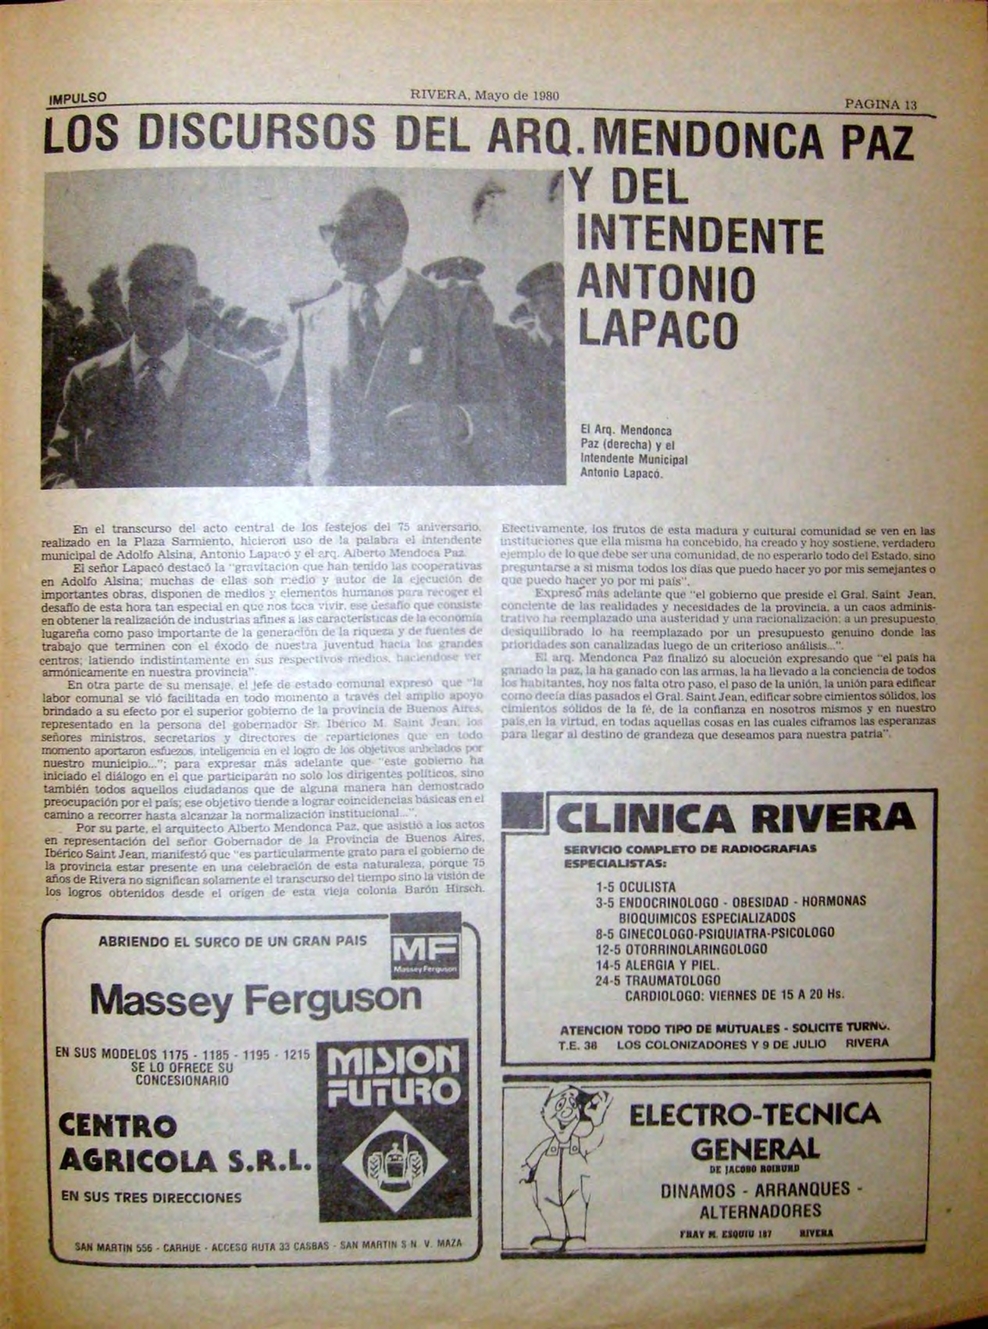 IMPULSO
RIVERA, Mayo de 1980
PAGINA 13
LOS DISCURSOS DEL ARQ. MENDONCA PAZ
Y DEL
INTENDENTE
ANTONIO
LAPACO
El Arq. Mendonca
Paz (derecha) y el
Intendente Municipal
Antonio Lapacó.
En el transcurso del acto central de los festejos del 75 aniversario,
realizado en la Plaza Sarmiento, hicieron uso de la palabra el intendente
municipal de Adolfo Alsina, Antonio Lapacó y el arq. Alberto Mendoca Paz.
El señor Lapacó destacó la "gravitación que han tenido las cooperativas
en Adolfo Alsina; muchas de ellas son medio y autor de la ejecución de
importantes obras, disponen de medios y elementos humanos para recoger el
desafío de esta hora tan especial en que nos toca vivir, ese desafío que consiste
en obtener la realización de industrias afines a las características de la economía
lugareña como paso importante de la generación de la riqueza y de fuentes de
trabajo que terminen con el éxodo de nuestra juventud hacia los grandes
centros; latiendo indistintamente en sus respectivos medios, haciendose ver
armónicamente en nuestra provincia".
En otra parte de su mensaje, el jefe de estado comunal expresó que "la
labor comunal se vió facilitada en todo momento a través del amplio apoyo
brindado a su efecto por el superior gobierno de la provincia de Buenos Aires,
representado en la persona del gobernador Sr. Ibérico M. Saint Jean, los
señores ministros, secretarios y directores de reparticiones que en todo
momento aportaron esfuezos, inteligencia en el logro de los objetivos anhelados por
nuestro municipio..."; para expresar más adelante que "este gobierno ha
iniciado el diálogo en el que participarán no solo los dirigentes políticos, sino
también todos aquellos ciudadanos que de alguna manera han demostrado
preocupación por el país; ese objetivo tiende a lograr coincidencias básicas en el
camino a recorrer hasta alcanzar la normalización institucional...".
Por su parte, el arquitecto Alberto Mendonca Paz, que asistió a los actos
en representación del señor Gobernador de la Provincia de Buenos Aires,
Ibérico Saint Jean, manifestó que "es particularmente grato para el gobierno de
la provincia estar presente en una celebración de esta naturaleza, porque 75
años de Rivera no significan solamente el transcurso del tiempo sino la visión de
los logros obtenidos desde el origen de esta vieja colonia Barón Hirsch.
Efectivamente, los frutos de esta madura y cultural comunidad se ven en las
instituciones que ella misma ha concebido, ha creado y hoy sostiene, verdadero
ejemplo de lo que debe ser una comunidad, de no esperarlo todo del Estado, sino
preguntarse a si misma todos los días que puedo hacer yo por mis semejantes o
que puedo hacer yo por mi país".
Expresó más adelante que "el gobierno que preside el Gral. Saint Jean,
conciente de las realidades y necesidades de la provincia, a un caos adminis-
trativo ha reemplazado una austeridad y una racionalización; a un presupuesto
desiquilibrado lo ha reemplazado por un presupuesto genuino donde las
prioridades son canalizadas luego de un criterioso análisis...".
El arq. Mendonca Paz finalizó su alocución expresando que "el país ha
ganado la paz, la ha ganado con las armas, la ha llevado a la conciencia de todos
los habitantes, hoy nos falta otro paso, el paso de la unión, la unión para edificar
como decía días pasados el Gral. Saint Jean, edificar sobre cimientos sólidos, los
cimientos sólidos de la fé, de la confianza en nosotros mismos y en nuestro
país, en la virtud, en todas aquellas cosas en las cuales ciframos las esperanzas
para llegar al destino de grandeza que deseamos para nuestra patria".
ABRIENDO EL SURCO DE UN GRAN PAIS
MF
Massey Ferguson
Massey Ferguson
EN SUS MODELOS 1175 - 1185 - 1195 - 1215
SE LO OFRECE SU
CONCESIONARIO
MISION
FUTURO
CENTRO
AGRICOLA S.R.L.
EN SUS TRES DIRECCIONES
SAN MARTIN 556 - CARHUE - ACCESO RUTA 33 CASBAS - SAN MARTIN S N. V. MAZA
CLINICA RIVERA
SERVICIO COMPLETO DE RADIOGRAFIAS
ESPECIALISTAS:
1-5 OCULISTA
3-5 ENDOCRINOLOGO - OBESIDAD - HORMONAS
BIOQUIMICOS ESPECIALIZADOS
8-5 GINECOLOGO-PSIQUIATRA-PSICOLOGO
12-5 OTORRINOLARINGOLOGO
14-5 ALERGIA Y PIEL.
24-5 TRAUMATOLOGO
CARDIOLOGO: VIERNES DE 15 A 20 Hs.
ATENCION TODO TIPO DE MUTUALES - SOLICITE TURNO.
T.E. 38 LOS COLONIZADORES Y 9 DE JULIO RIVERA
ELECTRO-TECNICA
GENERAL
DE JACOBO ROIBURD
DINAMOS - ARRANQUES -
ALTERNADORES
FRAY M. ESQUIU 187 RIVERA